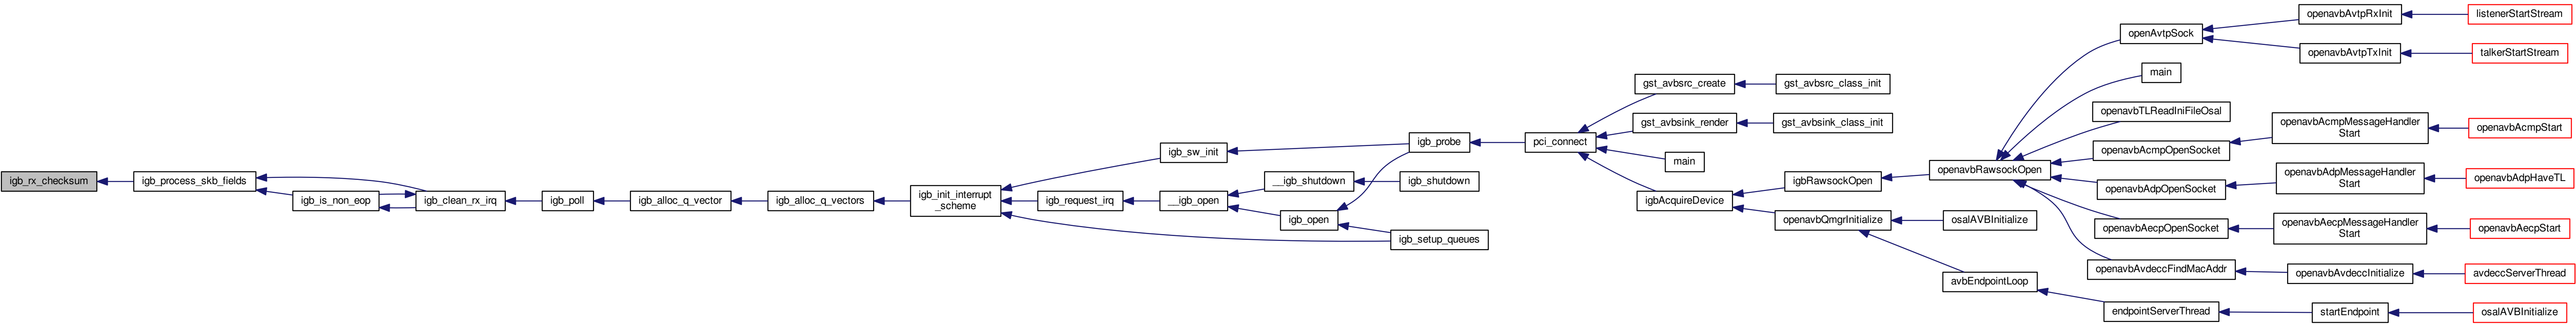 igb_rx_checksum
igb_process_skb_fields
igb_is_non_eop
igb_clean_rx_irq
igb_poll
igb_alloc_q_vector
igb_alloc_q_vectors
igb_init_interrupt
_scheme
igb_sw_init
igb_request_irq
__igb_open
__igb_shutdown
igb_open
igb_probe
igb_shutdown
igb_setup_queues
pci_connect
gst_avbsrc_create
gst_avbsink_render
main
igbAcquireDevice
gst_avbsrc_class_init
gst_avbsink_class_init
igbRawsockOpen
openavbQmgrInitialize
openavbRawsockOpen
osalAVBInitialize
avbEndpointLoop
openAvtpSock
main
openavbTLReadIniFileOsal
openavbAcmpOpenSocket
openavbAdpOpenSocket
openavbAecpOpenSocket
openavbAvdeccFindMacAddr
endpointServerThread
openavbAvtpRxInit
openavbAvtpTxInit
openavbAcmpMessageHandler
Start
openavbAdpMessageHandler
Start
openavbAecpMessageHandler
Start
openavbAvdeccInitialize
startEndpoint
listenerStartStream
talkerStartStream
openavbAcmpStart
openavbAdpHaveTL
openavbAecpStart
avdeccServerThread
osalAVBInitialize